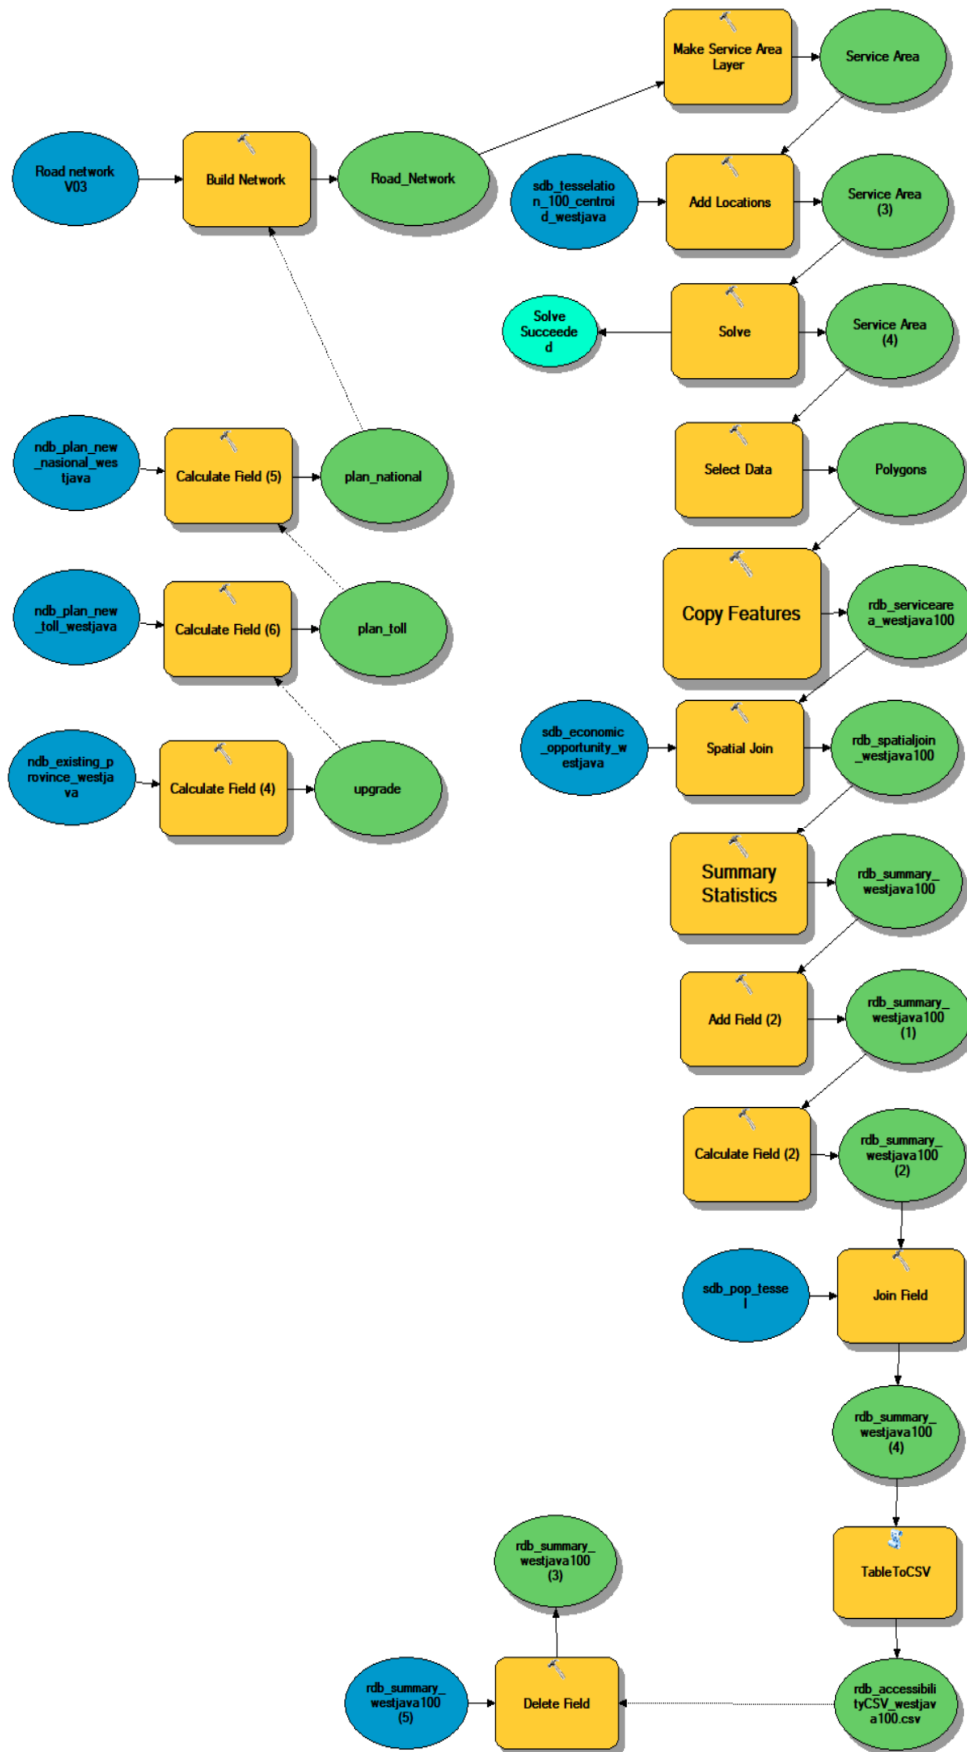 Make Service Area
Layer
Service Area
Road network
V03
Build Network
Road_Network
sdb_tesselatio
n_100_centroi
d_westjava
Add Locations
Service Area
(3)
Solve
Succeede
d
Solve
Service Area
(4)
ndb_plan_new
_nasional_wes
tjava
Calculate Field (5)
plan_national
Select Data
Polygons
ndb_plan_new
_toll_westjava
Calculate Field (6)
plan_toll
Copy Features
rdb_serviceare
a_westjava100
ndb_existing_p
rovince_westja
va
Calculate Field (4)
upgrade
sdb_economic
_opportunity_w
estjava
Spatial Join
rdb_spatialjoin
_westjava100
Summary
Statistics
rdb_summary_
westjava100
Add Field (2)
rdb_summary_
westjava100
(1)
Calculate Field (2)
rdb_summary_
westjava100
(2)
sdb_pop_tesse
l
Join Field
rdb_summary_
westjava100
(4)
rdb_summary_
westjava100
(3)
TableToCSV
rdb_summary_
westjava100
(5)
Delete Field
rdb_accessibili
tyCSV_westjav
a100.csv